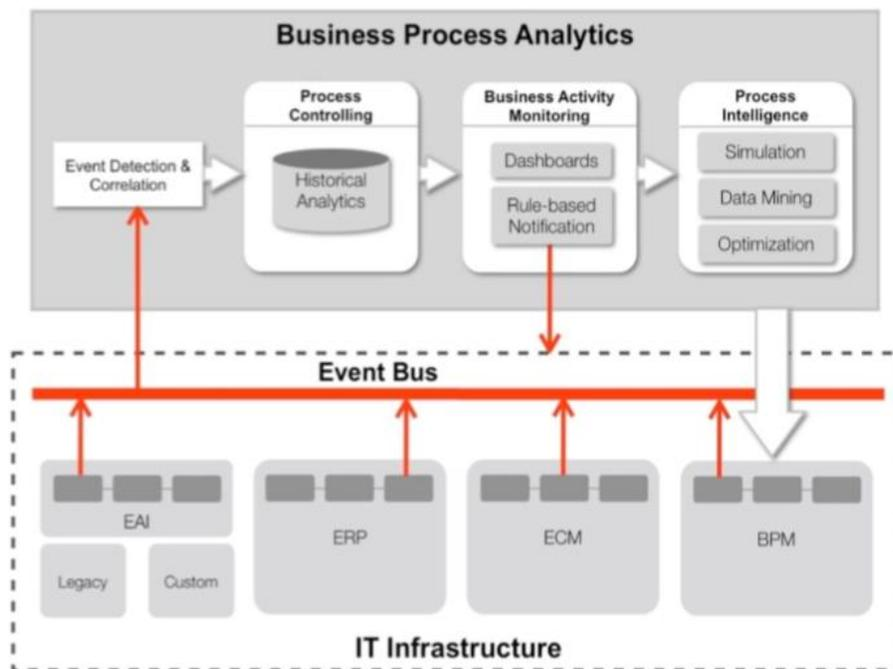 Business Process Analytics
Event Detection &
Correlation
Process
Controlling
Historical
Analytics
Business Activity
Monitoring
Dashboards
Rule-based
Notification
Process
Intelligence
Simulation
Data Mining
Optimization
Event Bus
EAI
Legacy
Custom
ERP
ECM
BPM
IT Infrastructure